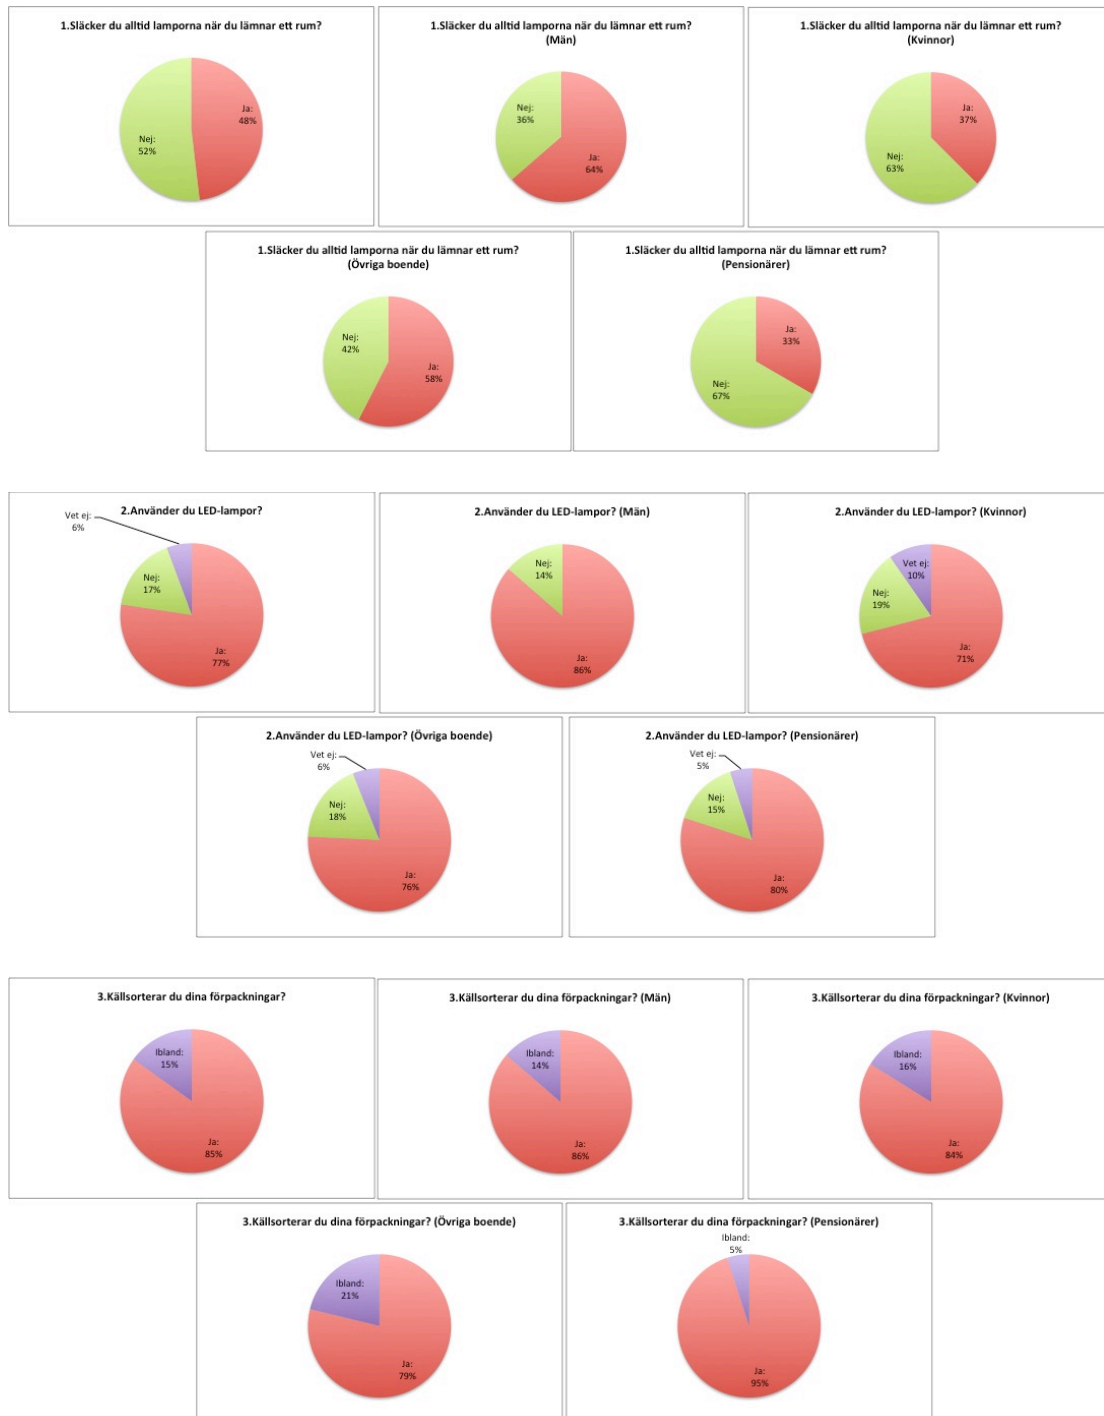 1.Släcker du alltid lamporna när du lämnar ett rum?
Ja:
48%
Nej:
52%
1.Släcker du alltid lamporna när du lämnar ett rum?
(Män)
Nej:
36%
Ja:
64%
1.Släcker du alltid lamporna när du lämnar ett rum?
(Kvinnor)
Ja:
37%
Nej:
63%
1.Släcker du alltid lamporna när du lämnar ett rum?
(Övriga boende)
Nej:
42%
Ja:
58%
1.Släcker du alltid lamporna när du lämnar ett rum?
(Pensionärer)
Ja:
33%
Nej:
67%
2.Använder du LED-lampor?
Vet ej:
6%
Nej:
17%
Ja:
77%
2.Använder du LED-lampor? (Män)
Nej:
14%
Ja:
86%
2.Använder du LED-lampor? (Kvinnor)
Vet ej:
10%
Nej:
19%
Ja:
71%
2.Använder du LED-lampor? (Övriga boende)
Vet ej:
6%
Nej:
18%
Ja:
76%
2.Använder du LED-lampor? (Pensionärer)
Vet ej:
5%
Nej:
15%
Ja:
80%
3.Källsorterar du dina förpackningar?
Ibland:
15%
Ja:
85%
3.Källsorterar du dina förpackningar? (Män)
Ibland:
14%
Ja:
86%
3.Källsorterar du dina förpackningar? (Kvinnor)
Ibland:
16%
Ja:
84%
3.Källsorterar du dina förpackningar? (Övriga boende)
Ibland:
21%
Ja:
79%
3.Källsorterar du dina förpackningar? (Pensionärer)
Ibland:
5%
Ja:
95%